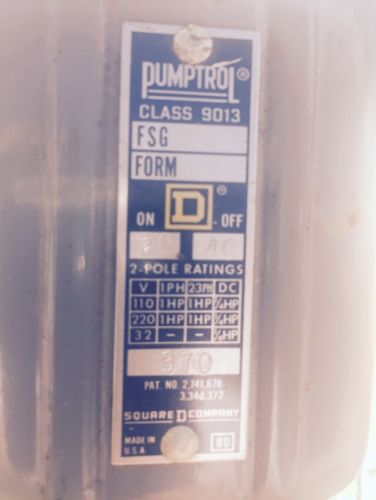 PUMPTROL®
CLASS 9013
FSG
FORM
ON D ® - OFF
40
2-POLE RATINGS
V 1PH 23PH DC
110 1HP 1HP ¼HP
220 1HP 1HP ¼HP
32 - - ¼HP
370
PAT. NO. 2,741,678
3,340,372
SQUARE D COMPANY
MADE IN
U.S.A.
80